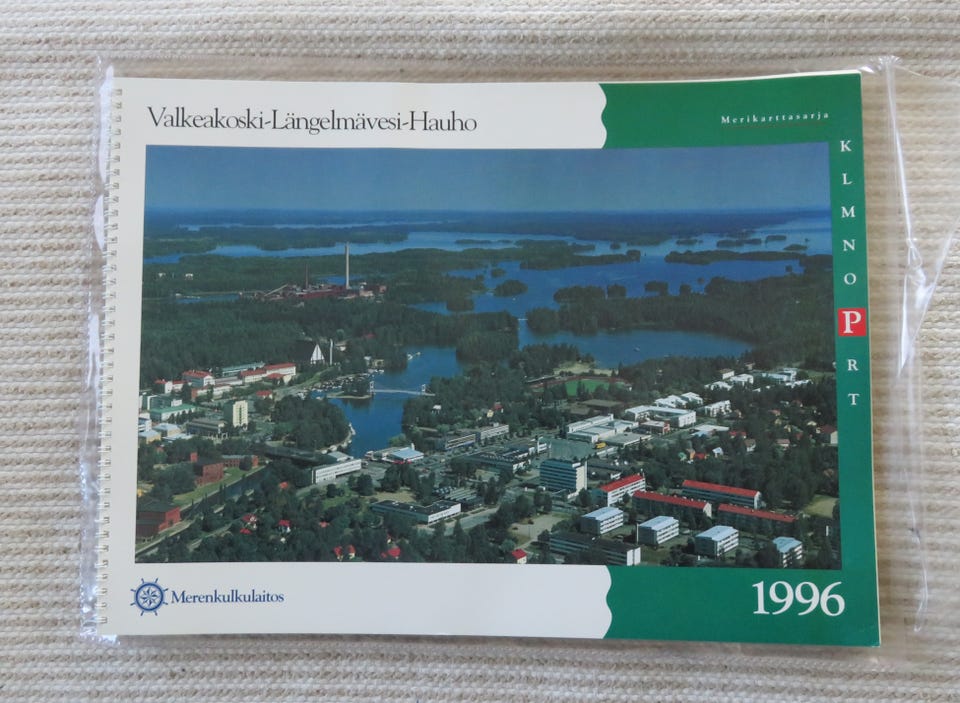 Valkeakoski-Längelmävesi-Hauho
Merikarttasarja
K
L
M
N
O
P
R
T
Merenkulkulaitos
1996